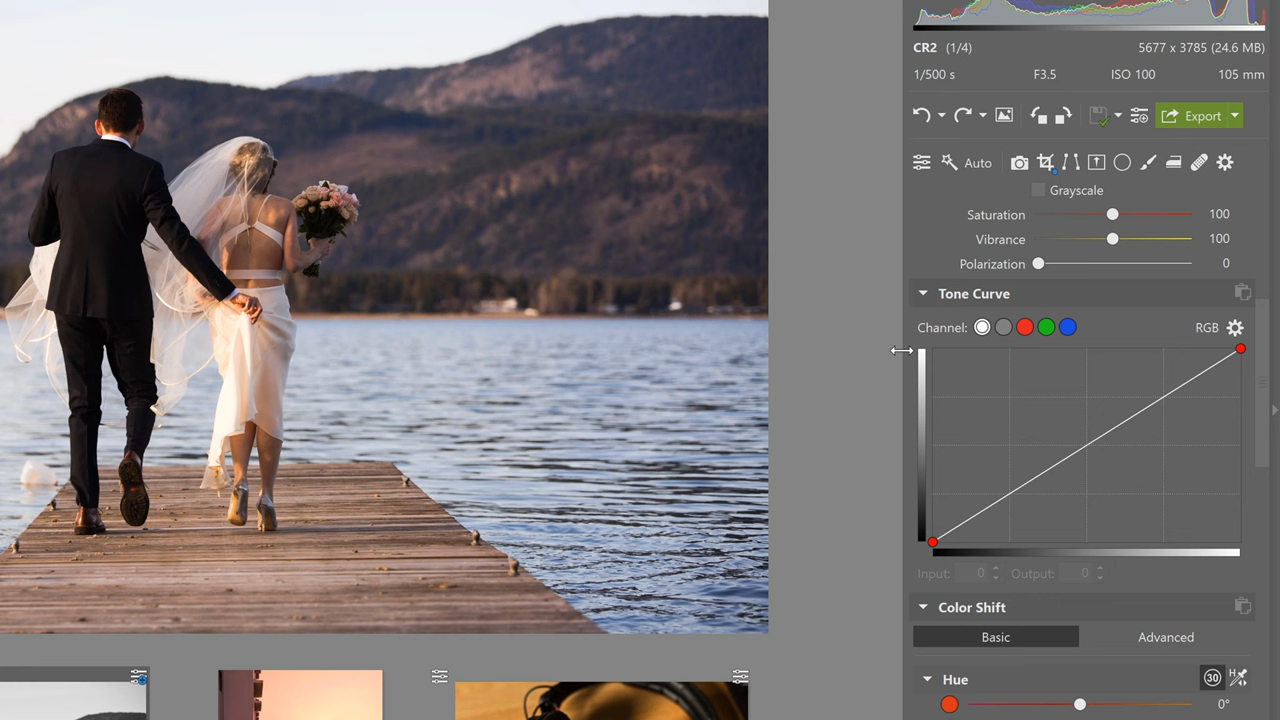 CR2 (1/4) 5677 x 3785 (24.6 MB)
1/500 s F3.5 ISO 100 105 mm
Export
Auto
Grayscale
Saturation 100
Vibrance 100
Polarization 0
Tone Curve
Channel: RGB
Input: 0 Output: 0
Color Shift
Basic Advanced
Hue 30 H
0°